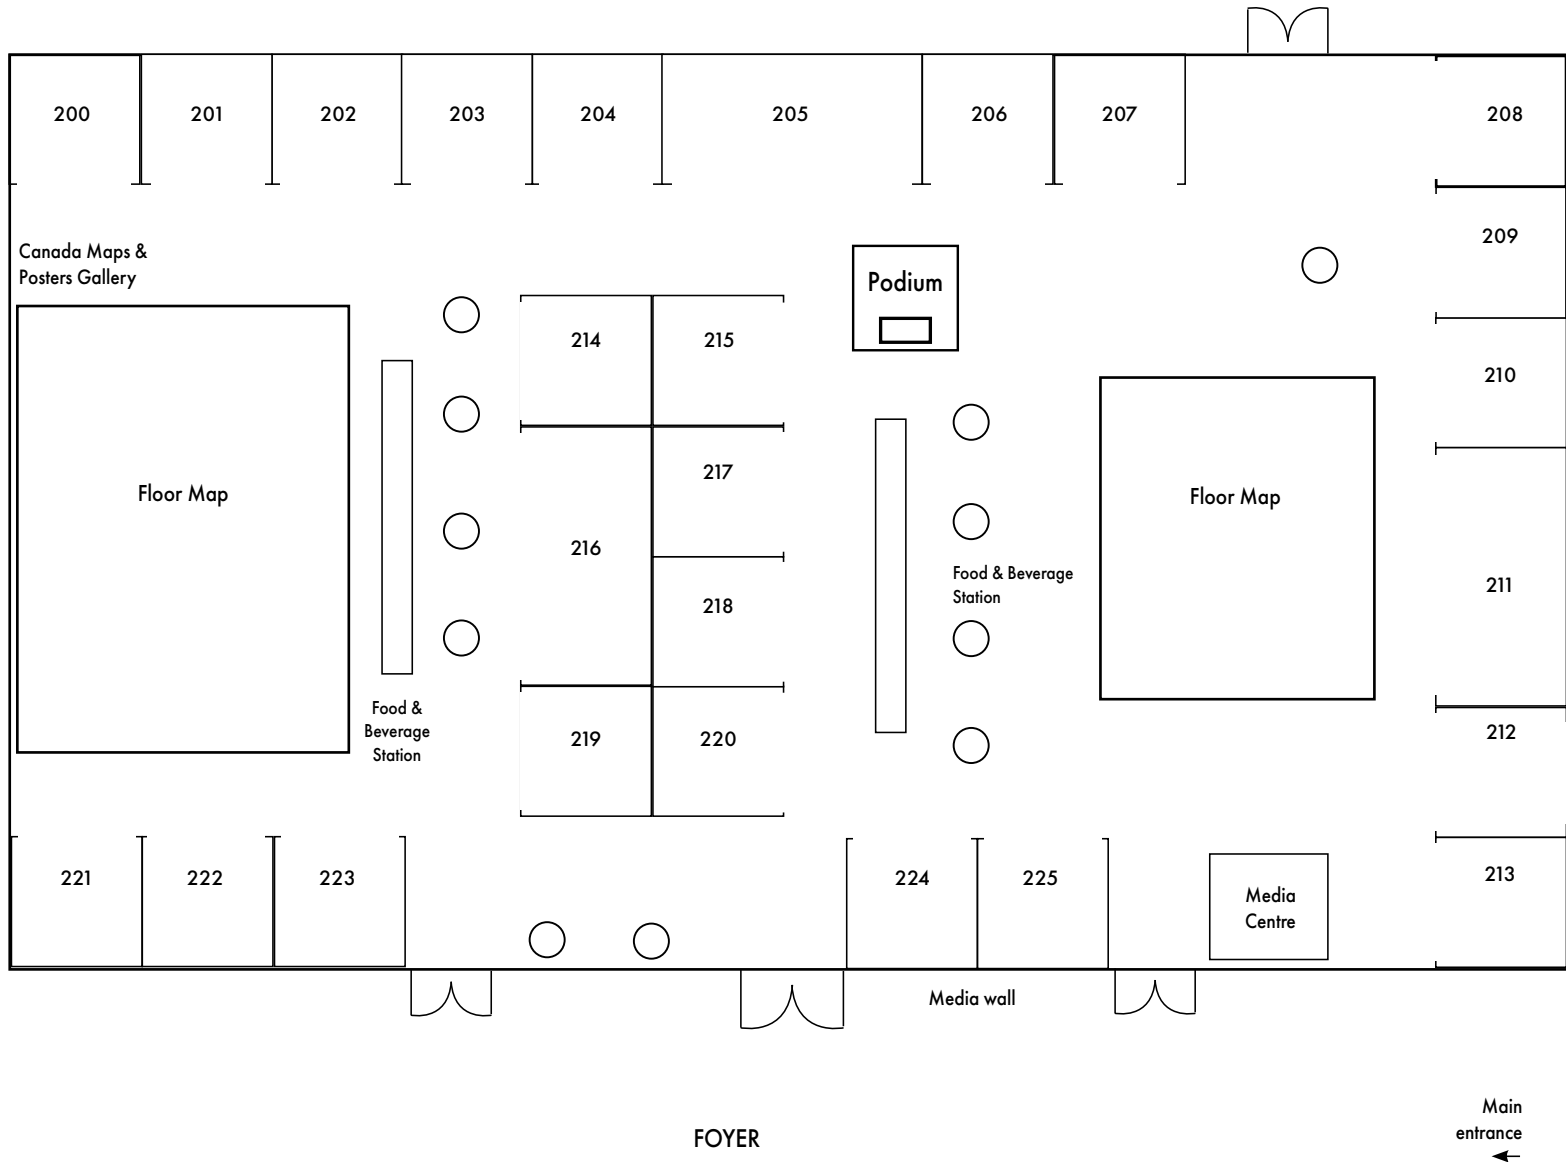 200
201
202
203
204
205
206
207
208
209
Canada Maps &
Posters Gallery
Podium
214
215
210
217
Floor Map
Floor Map
216
Food & Beverage
Station
211
218
Food &
Beverage
Station
219
220
212
221
222
223
224
225
Media
Centre
213
Media wall
Main
entrance
FOYER